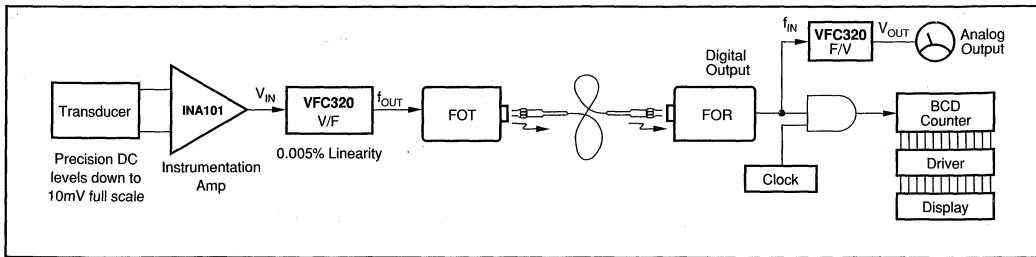 Transducer
Precision DC
levels down to
10mV full scale
INA101
Instrumentation
Amp
VIN
VFC320
V/F
0.005% Linearity
fOUT
FOT
FOR
Digital
Output
fIN
VFC320
F/V
VOUT
Analog
Output
Clock
BCD
Counter
Driver
Display